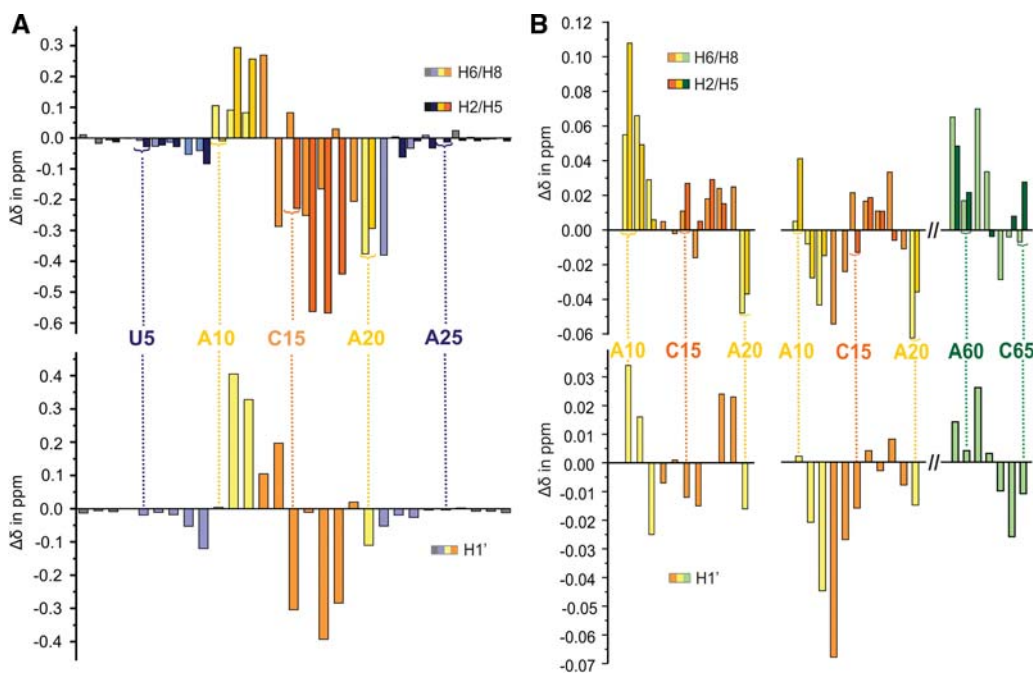 A
Δδ in ppm
0.3
0.2
0.1
0.0
-0.1
-0.2
-0.3
-0.4
-0.5
-0.6
H6/H8
H2/H5
U5
A10
C15
A20
A25
Δδ in ppm
0.4
0.3
0.2
0.1
0.0
-0.1
-0.2
-0.3
-0.4
H1'
B
Δδ in ppm
0.12
0.10
0.08
0.06
0.04
0.02
0.00
-0.02
-0.04
-0.06
H6/H8
H2/H5
//
A10
C15
A20
A10
C15
A20
A60
C65
Δδ in ppm
0.03
0.02
0.01
0.00
-0.01
-0.02
-0.03
-0.04
-0.05
-0.06
-0.07
//
H1'